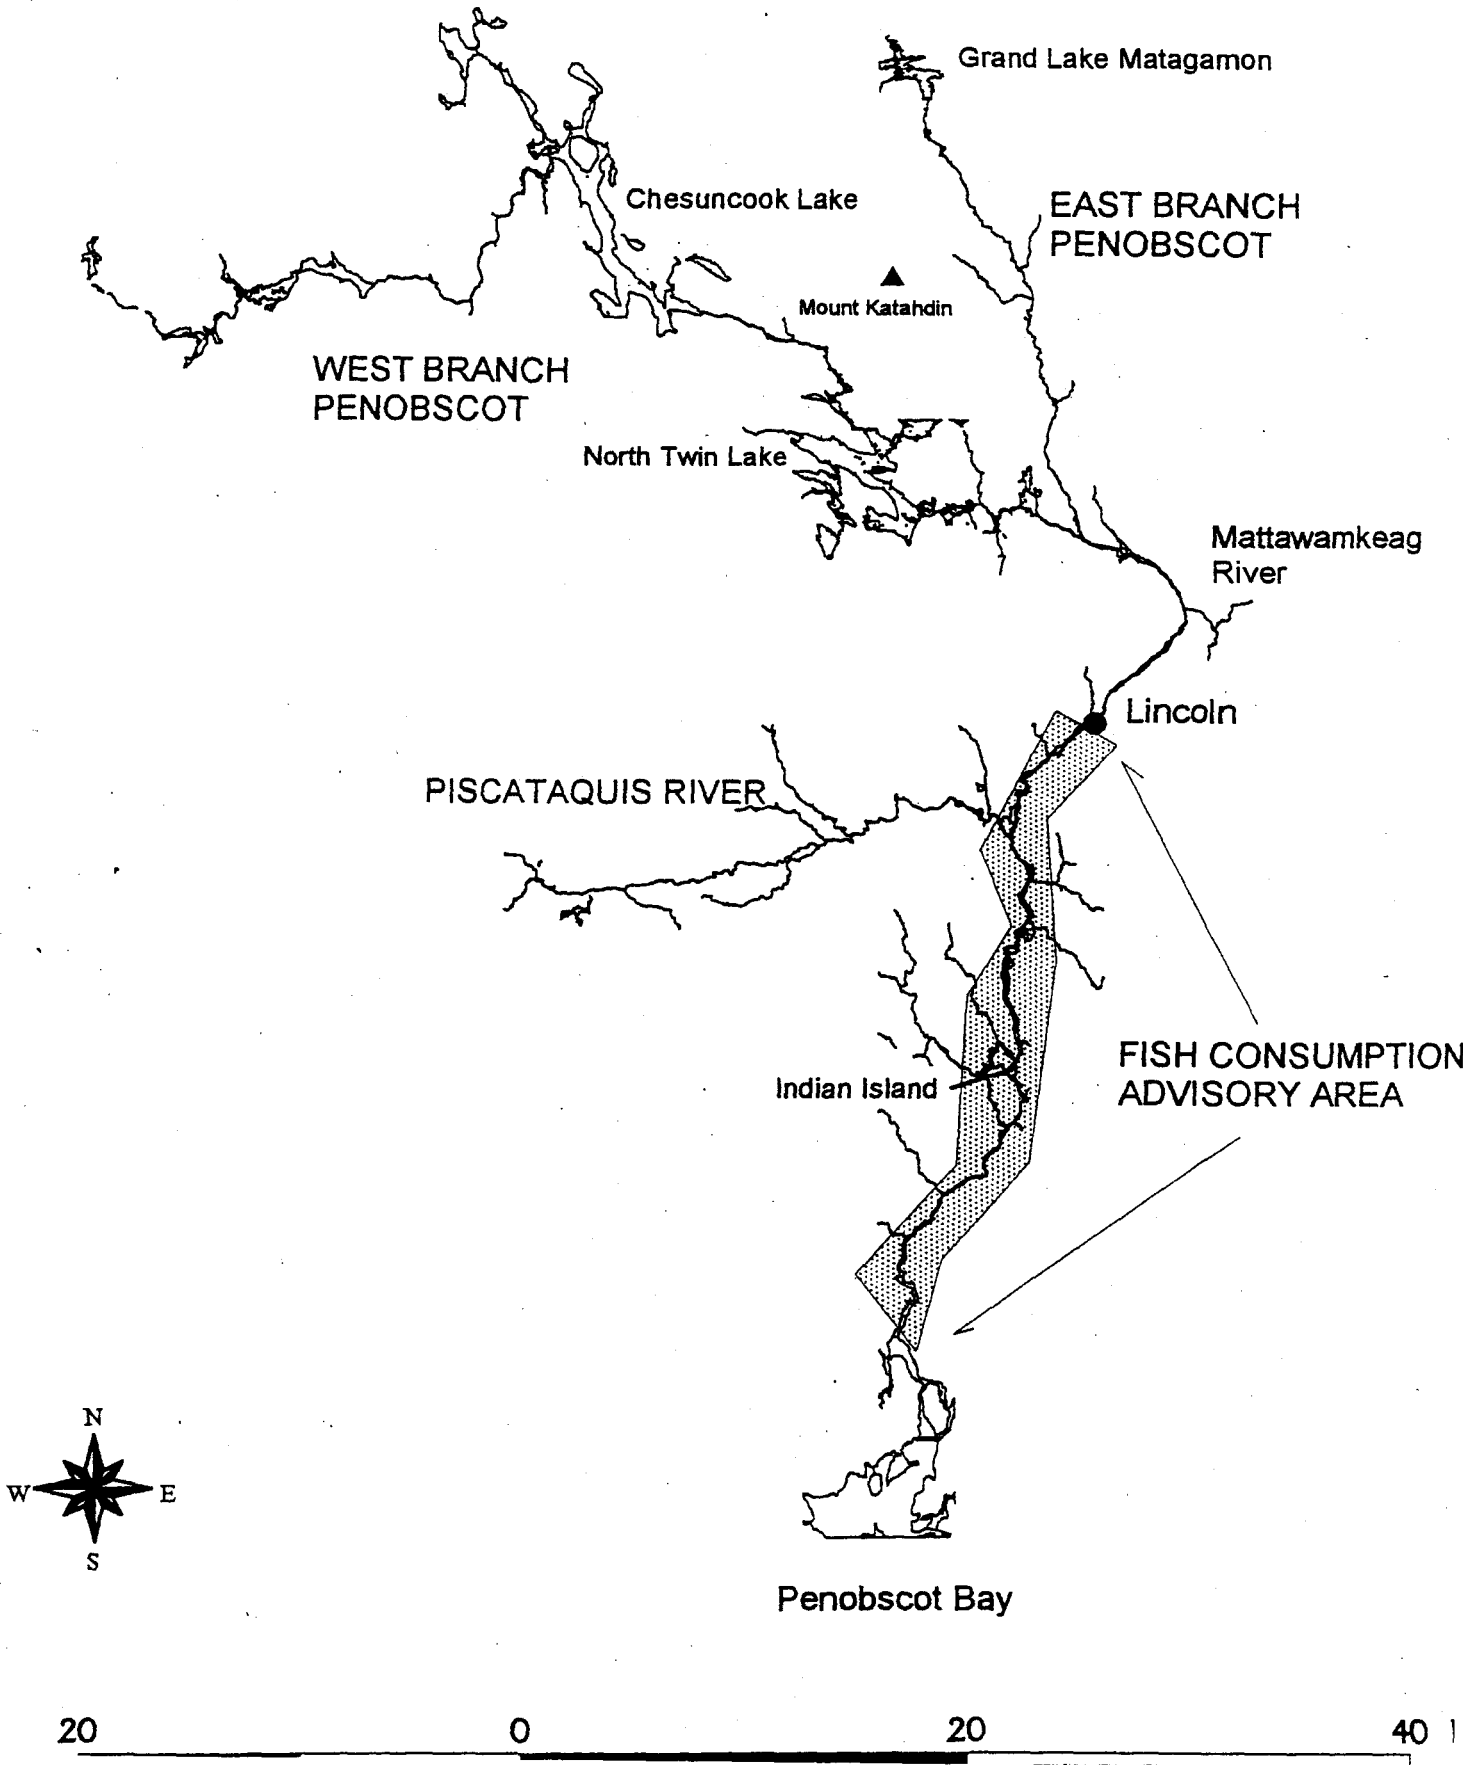 Grand Lake Matagamon
Chesuncook Lake
EAST BRANCH
PENOBSCOT
Mount Katahdin
WEST BRANCH
PENOBSCOT
North Twin Lake
Mattawamkeag
River
Lincoln
PISCATAQUIS RIVER
FISH CONSUMPTION
ADVISORY AREA
Indian Island
N
W E
S
Penobscot Bay
20 0 20 40